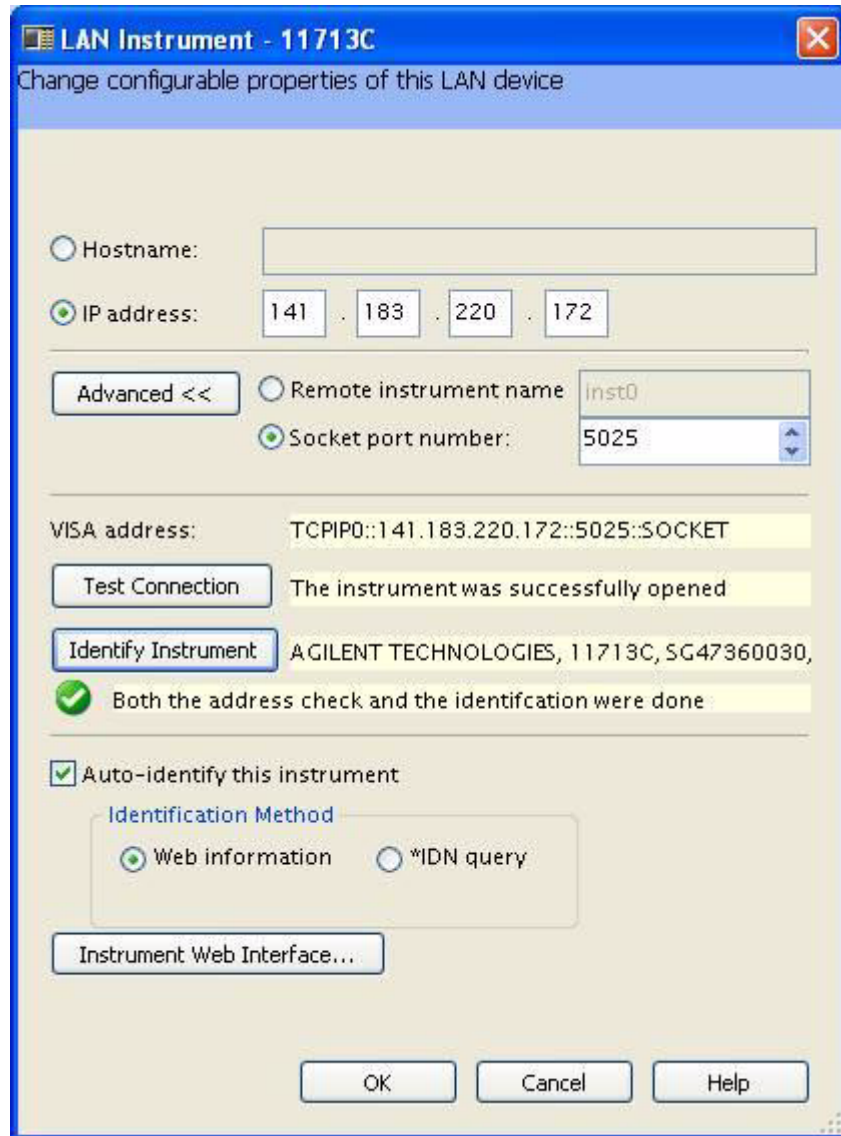 LAN Instrument - 11713C
Change configurable properties of this LAN device
Hostname:
IP address: 141 . 183 . 220 . 172
Advanced << Remote instrument name inst0
Socket port number: 5025
VISA address: TCPIP0::141.183.220.172::5025::SOCKET
Test Connection The instrument was successfully opened
Identify Instrument AGILENT TECHNOLOGIES, 11713C, SG47360030,
Both the address check and the identifcation were done
Auto-identify this instrument
Identification Method
Web information *IDN query
Instrument Web Interface...
OK Cancel Help